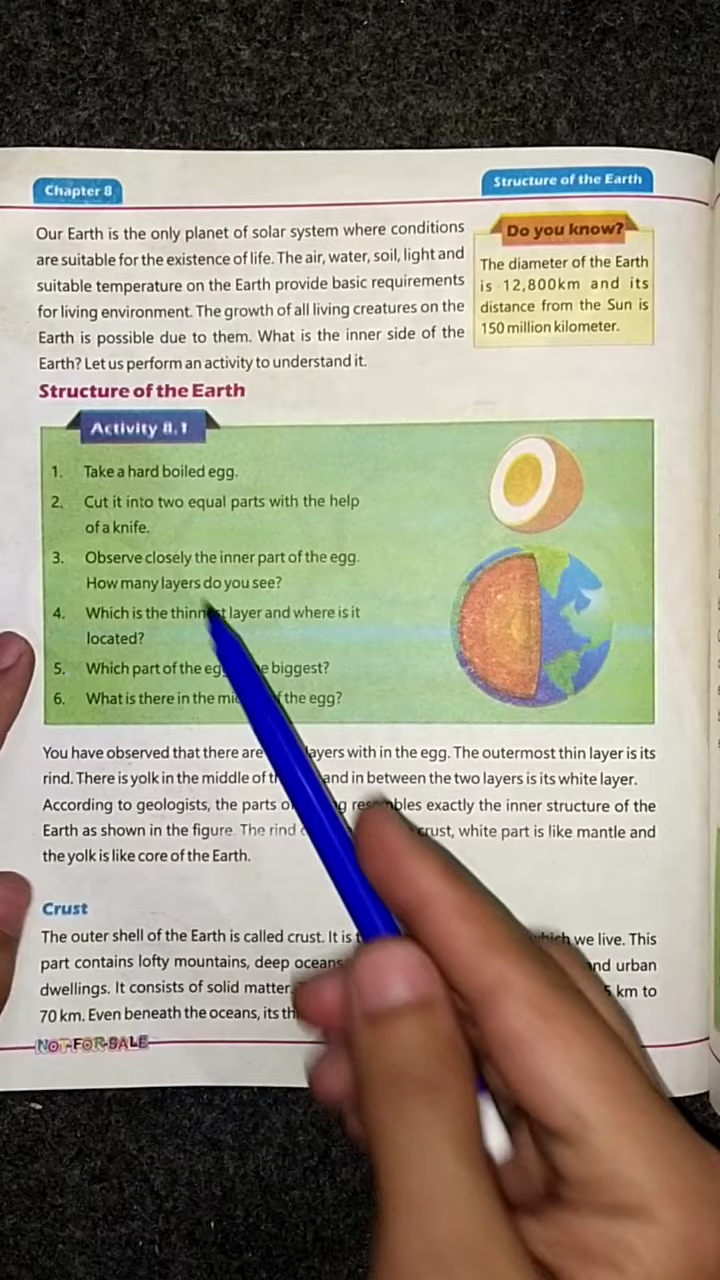 Chapter 8
Structure of the Earth
Our Earth is the only planet of solar system where conditions
are suitable for the existence of life. The air, water, soil, light and
suitable temperature on the Earth provide basic requirements
for living environment. The growth of all living creatures on the
Earth is possible due to them. What is the inner side of the
Earth? Let us perform an activity to understand it.
Do you know?
The diameter of the Earth
is 12,800km and its
distance from the Sun is
150 million kilometer.
Structure of the Earth
Activity 8.1
1. Take a hard boiled egg.
2. Cut it into two equal parts with the help
of a knife.
3. Observe closely the inner part of the egg.
How many layers do you see?
4. Which is the thinnest layer and where is it
located?
5. Which part of the egg biggest?
6. What is there in the of the egg?
You have observed that there are layers with in the egg. The outermost thin layer is its
rind. There is yolk in the middle of and in between the two layers is its white layer.
According to geologists, the parts resembles exactly the inner structure of the
Earth as shown in the figure. The rind crust, white part is like mantle and
the yolk is like core of the Earth.
Crust
The outer shell of the Earth is called crust. It is which we live. This
part contains lofty mountains, deep oceans and urban
dwellings. It consists of solid matter. km to
70 km. Even beneath the oceans, its
NOT FOR SALE